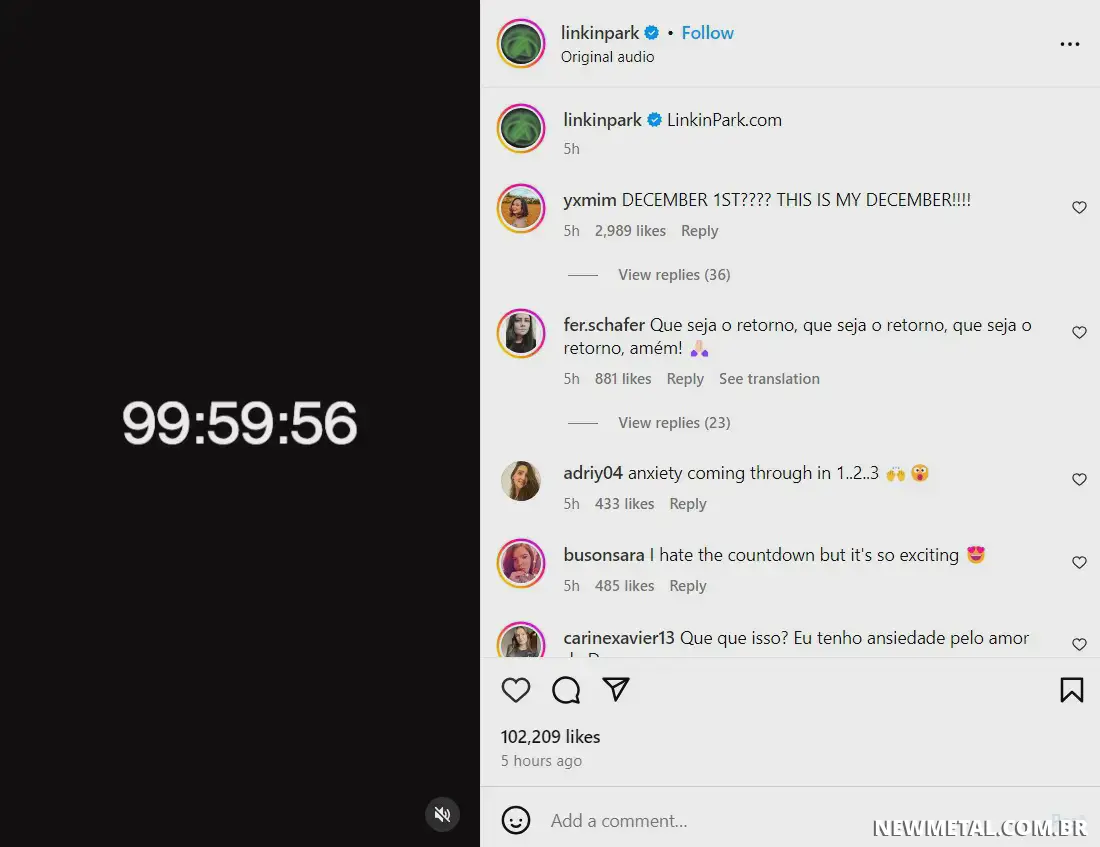 99:59:56
linkinpark • Follow
Original audio
linkinpark LinkinPark.com
5h
yxmim DECEMBER 1ST???? THIS IS MY DECEMBER!!!!
5h 2,989 likes Reply
View replies (36)
fer.schafer Que seja o retorno, que seja o retorno, que seja o
retorno, amém! 🙏🏻
5h 881 likes Reply See translation
View replies (23)
adriy04 anxiety coming through in 1..2..3 🙌😲
5h 433 likes Reply
busonsara I hate the countdown but it's so exciting 😍
5h 485 likes Reply
carinexavier13 Que que isso? Eu tenho ansiedade pelo amor
102,209 likes
5 hours ago
Add a comment...
NEWMETAL.COM.BR